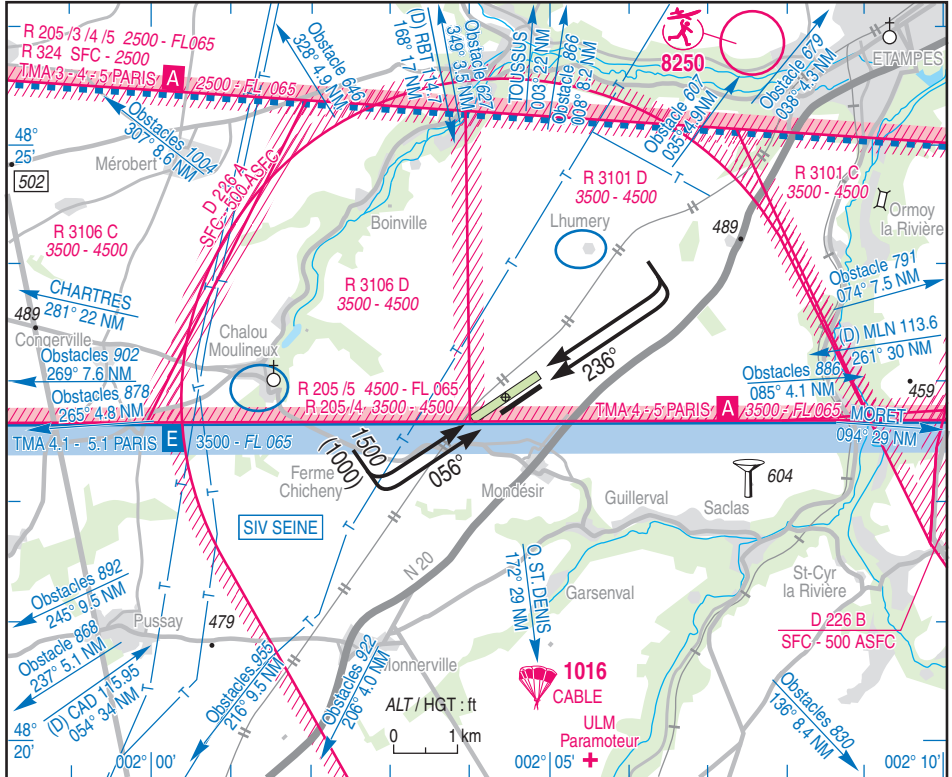 R 205 /3 /4 /5 2500 - FL065
R 324 SFC - 2500
TMA 3 - 4 - 5 PARIS A 2500 - FL 065
Obstacle 646
328° 4.9 NM
(D) RBT 114.7
168° 17 NM
Obstacle 627
349° 3.5 NM
TOUSSUS
003° 22 NM
Obstacle 866
008° 8.2 NM
8250
Obstacle 607
035° 4.9 NM
Obstacle 679
038° 4.3 NM
ETAMPES
48°
25'
Obstacles 1004
307° 8.6 NM
Mérobert
502
D 226 A
SFC - 500 ASFC
R 3106 C
3500 - 4500
Boinville
R 3101 D
3500 - 4500
Lhumery
R 3101 C
3500 - 4500
Ormoy
la Rivière
489
CHARTRES
281° 22 NM
R 3106 D
3500 - 4500
Obstacle 791
074° 7.5 NM
489
Congerville
Chalou
Moulineux
Obstacles 902
269° 7.6 NM
Obstacles 878
265° 4.8 NM
(D) MLN 113.6
261° 30 NM
Obstacles 886
085° 4.1 NM
459
236°
R 205 /5 4500 - FL 065
R 205 /4 3500 - 4500
TMA 4 - 5 PARIS A 3500 - FL 065
MORET
094° 29 NM
TMA 4.1 - 5.1 PARIS E 3500 - FL 065
1500
(1000)
056°
Ferme
Chicheny
Mondésir
604
Guillerval
Saclas
SIV SEINE
N 20
O. ST. DENIS
172° 29 NM
Garsenval
St-Cyr
la Rivière
Obstacles 892
245° 9.5 NM
Pussay
479
D 226 B
SFC - 500 ASFC
Obstacle 868
237° 5.1 NM
(D) CAD 115.95
054° 34 NM
Obstacles 955
216° 9.5 NM
Obstacles 922
206° 4.0 NM
Monnerville
1016
CABLE
ALT / HGT : ft
0 1 km
ULM
Paramoteur
Obstacles 830
136° 8.4 NM
48°
20'
002° 00'
002° 05'
002° 10'
T T T T T T T T T T T